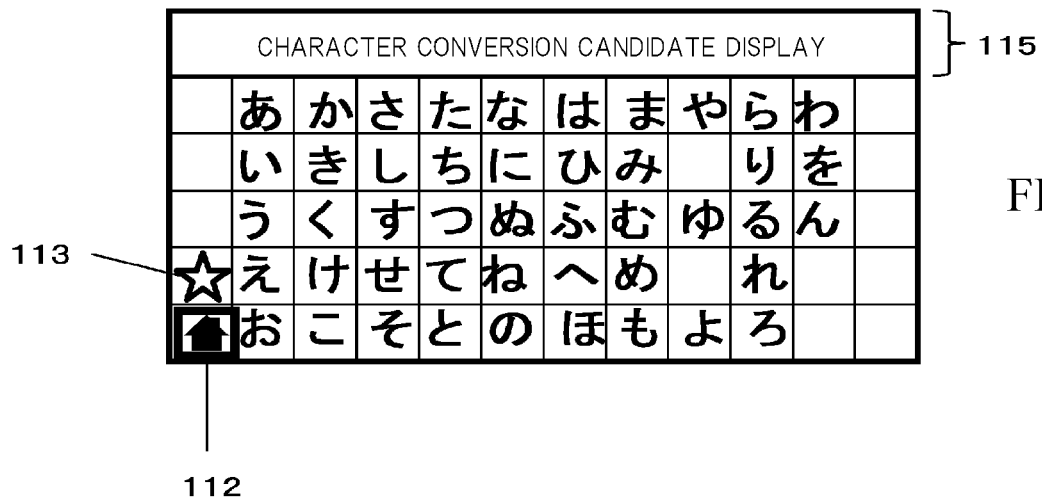 CHARACTER CONVERSION CANDIDATE DISPLAY
115
あ か さ た な は ま や ら わ
い き し ち に ひ み り を
う く す つ ぬ ふ む ゆ る ん
113
え け せ て ね へ め れ
お こ そ と の ほ も よ ろ
112